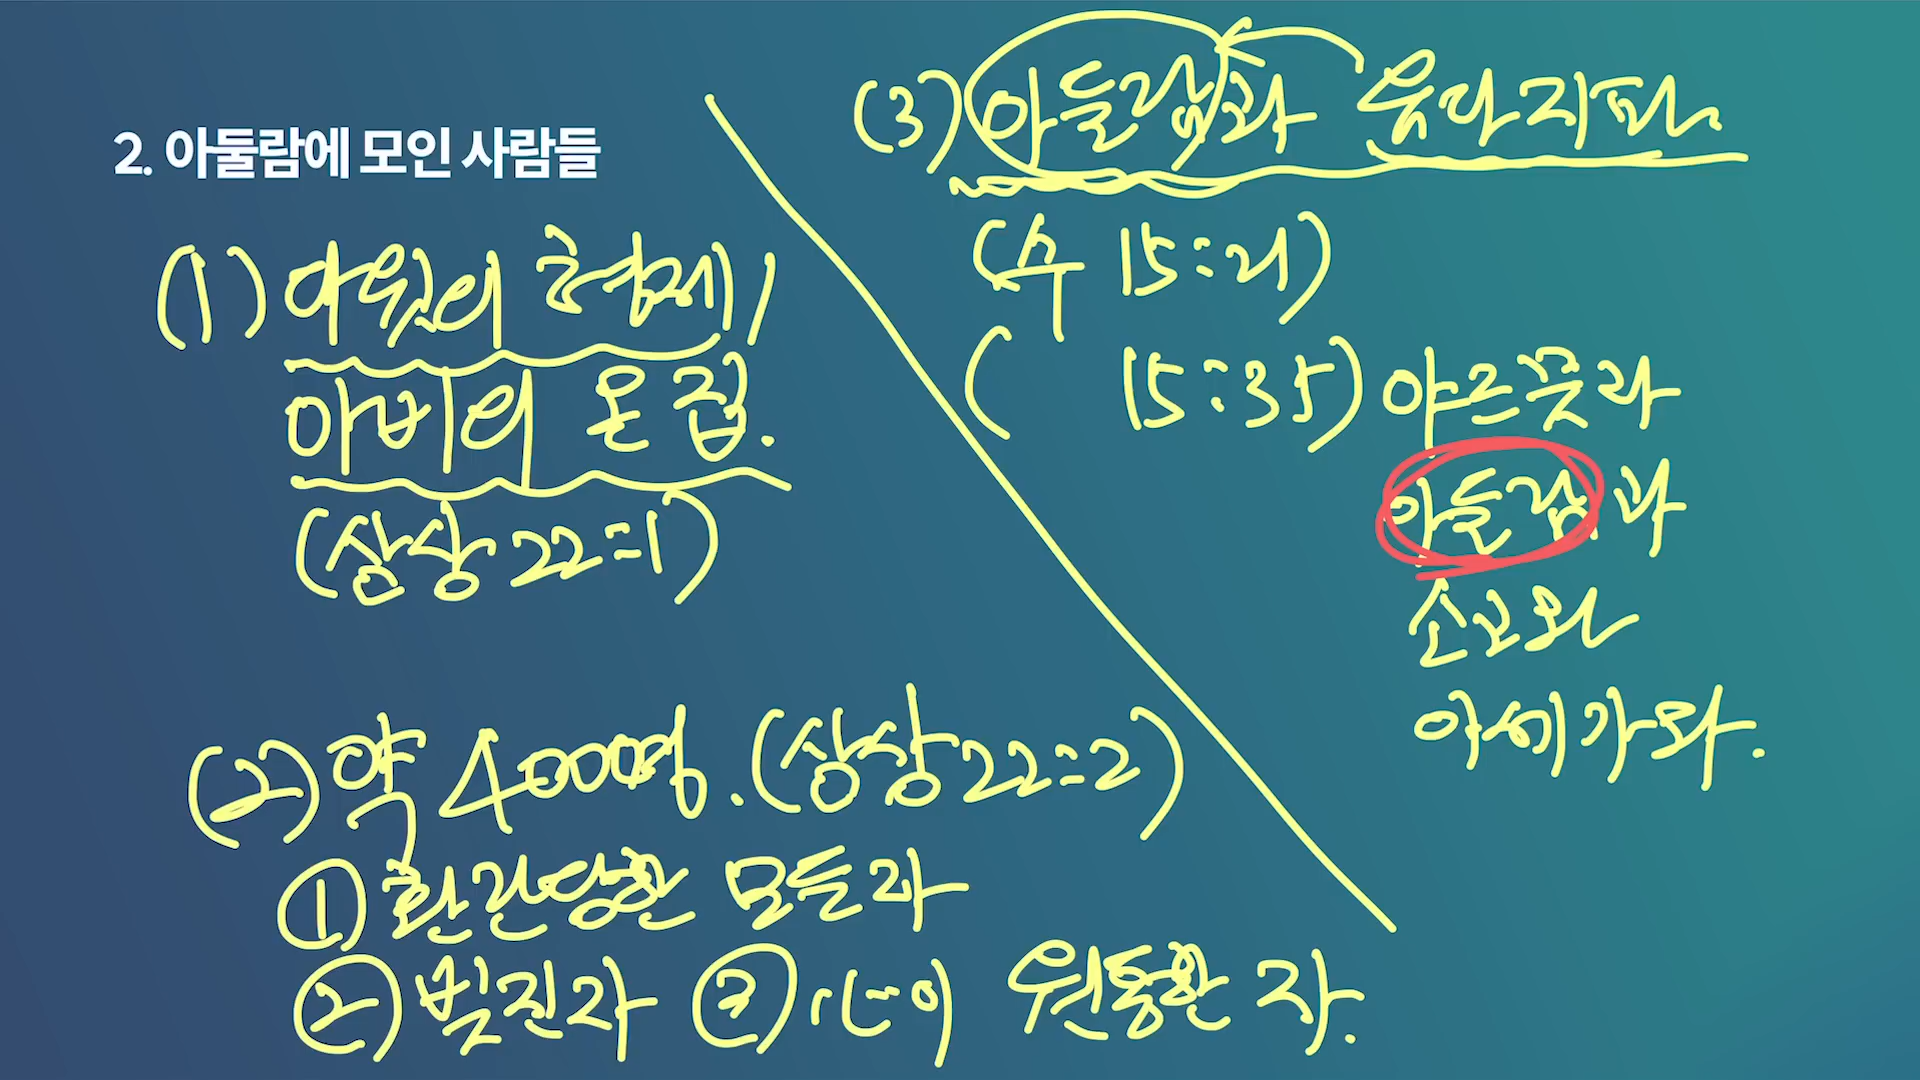 2. 아둘람에 모인 사람들
(1) 다윗의 형제/
아비의 온 집.
(삼상 22:1)
(2) 약 400명. (삼상 22:2)
① 환난당한 모든 자
② 빚진 자 ③ 心이 원통한 자.
(3) 아둘람과 유다 지파
(수 15:21)
( 15:35) 야르뭇과
아둘람과
소고와
아세가와.